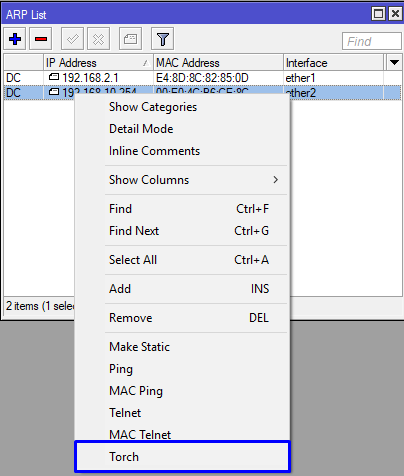 ARP List
Find
IP Address MAC Address Interface
DC 192.168.2.1 E4:8D:8C:82:85:0D ether1
DC 192.168.10.254 00:E0:4C:B6:CE:8C ether2
Show Categories
Detail Mode
Inline Comments
Show Columns
Find Ctrl+F
Find Next Ctrl+G
Select All Ctrl+A
Add INS
Remove DEL
2 items (1 selec
Make Static
Ping
MAC Ping
Telnet
MAC Telnet
Torch